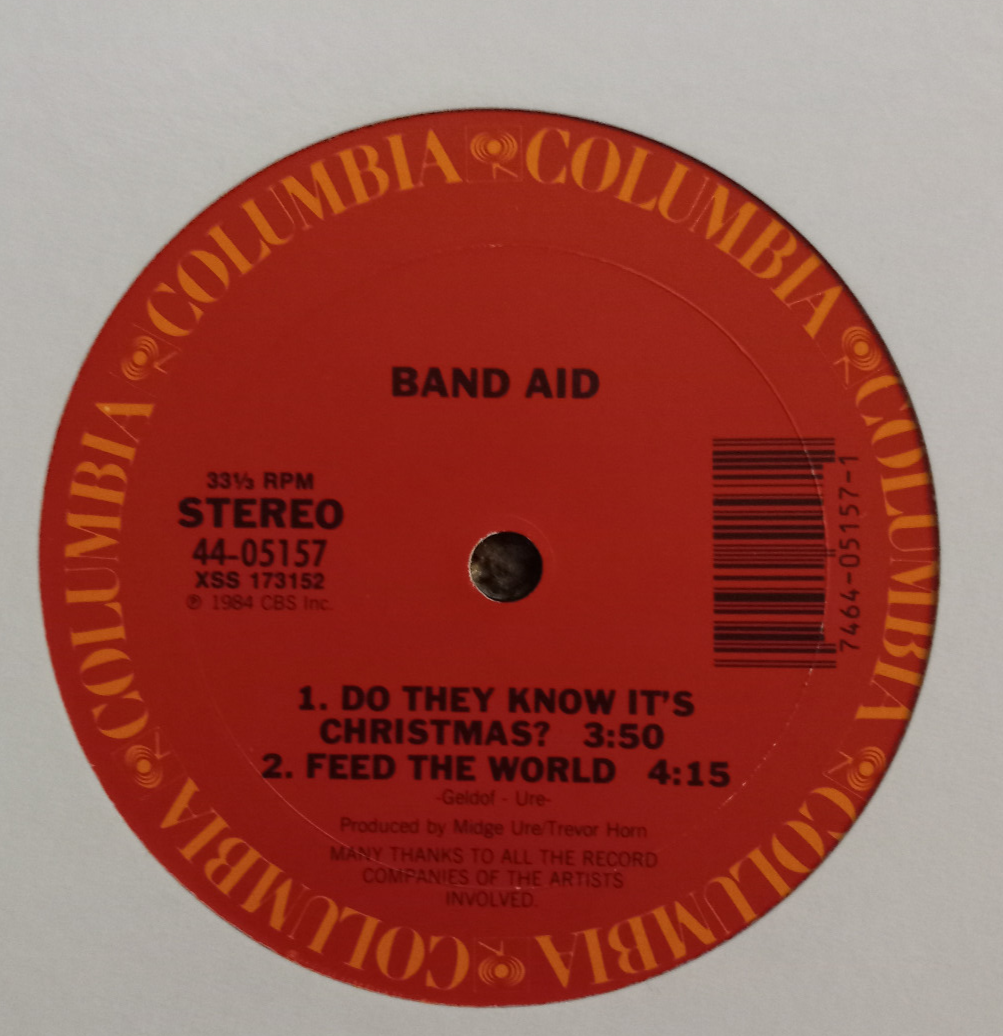 COLUMBIA COLUMBIA COLUMBIA COLUMBIA COLUMBIA COLUMBIA COLUMBIA COLUMBIA
BAND AID
33⅓ RPM
STEREO
44-05157
XSS 173152
℗ 1984 CBS Inc.
7464-05157-1
1. DO THEY KNOW IT'S
CHRISTMAS? 3:50
2. FEED THE WORLD 4:15
-Geldof - Ure-
Produced by Midge Ure/Trevor Horn
MANY THANKS TO ALL THE RECORD
COMPANIES OF THE ARTISTS
INVOLVED.